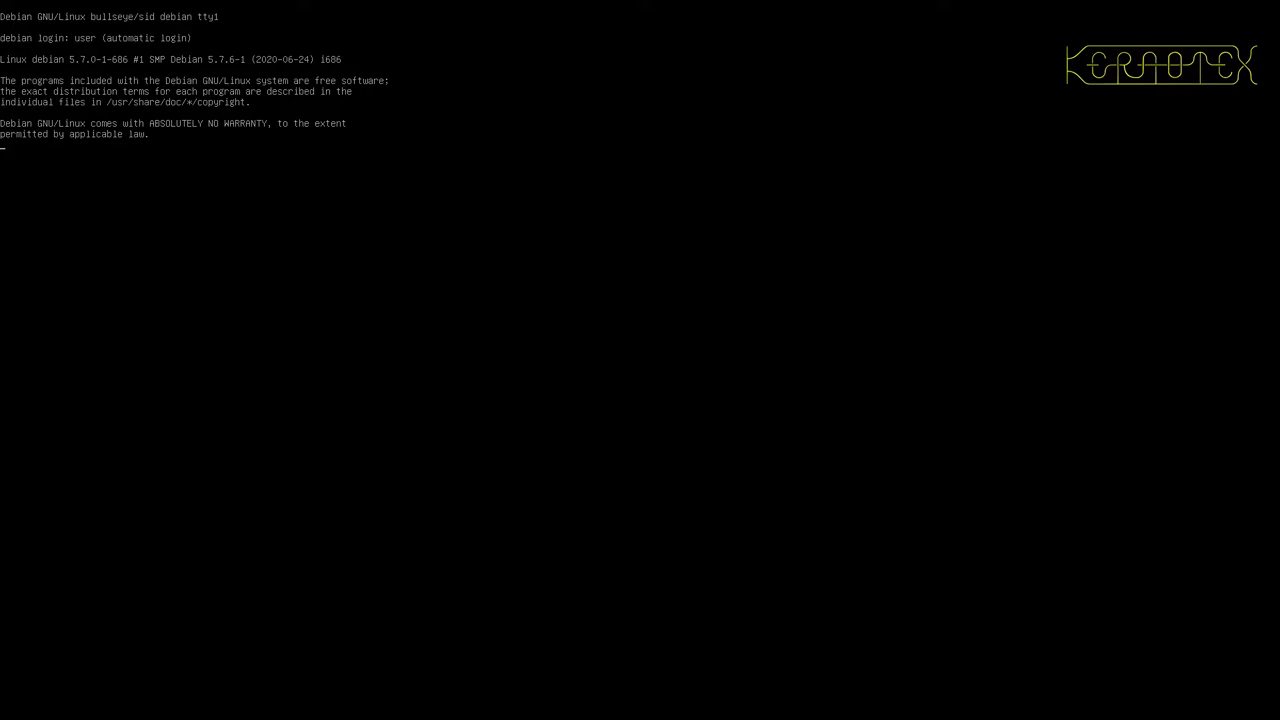 Debian GNU/Linux bullseye/sid debian tty1
debian login: user (automatic login)
Linux debian 5.7.0-1-686 #1 SMP Debian 5.7.6-1 (2020-06-24) i686
The programs included with the Debian GNU/Linux system are free software;
the exact distribution terms for each program are described in the
individual files in /usr/share/doc/*/copyright.
Debian GNU/Linux comes with ABSOLUTELY NO WARRANTY, to the extent
permitted by applicable law.
KERAOTEX